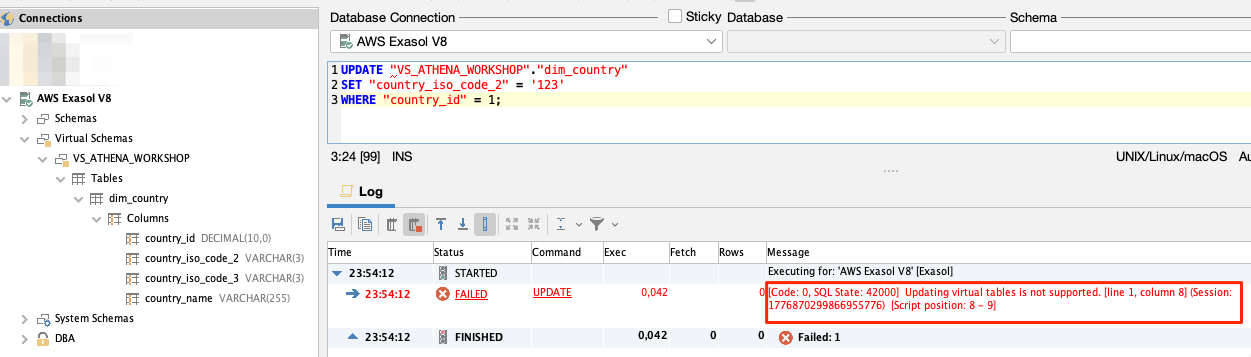 Connections
AWS Exasol V8
Schemas
Virtual Schemas
VS_ATHENA_WORKSHOP
Tables
dim_country
Columns
country_id DECIMAL(10,0)
country_iso_code_2 VARCHAR(3)
country_iso_code_3 VARCHAR(3)
country_name VARCHAR(255)
System Schemas
DBA
Database Connection Sticky Database Schema
AWS Exasol V8
1 UPDATE "VS_ATHENA_WORKSHOP"."dim_country"
2 SET "country_iso_code_2" = '123'
3 WHERE "country_id" = 1;
3:24 [99] INS UNIX/Linux/macOS Au
Log
Time Status Command Exec Fetch Rows Message
23:54:12 STARTED Executing for: 'AWS Exasol V8' [Exasol]
23:54:12 FAILED UPDATE 0,042 0 [Code: 0, SQL State: 42000] Updating virtual tables is not supported. [line 1, column 8] (Session:
1776870299866955776) [Script position: 8 - 9]
23:54:12 FINISHED 0,042 0 0 Failed: 1